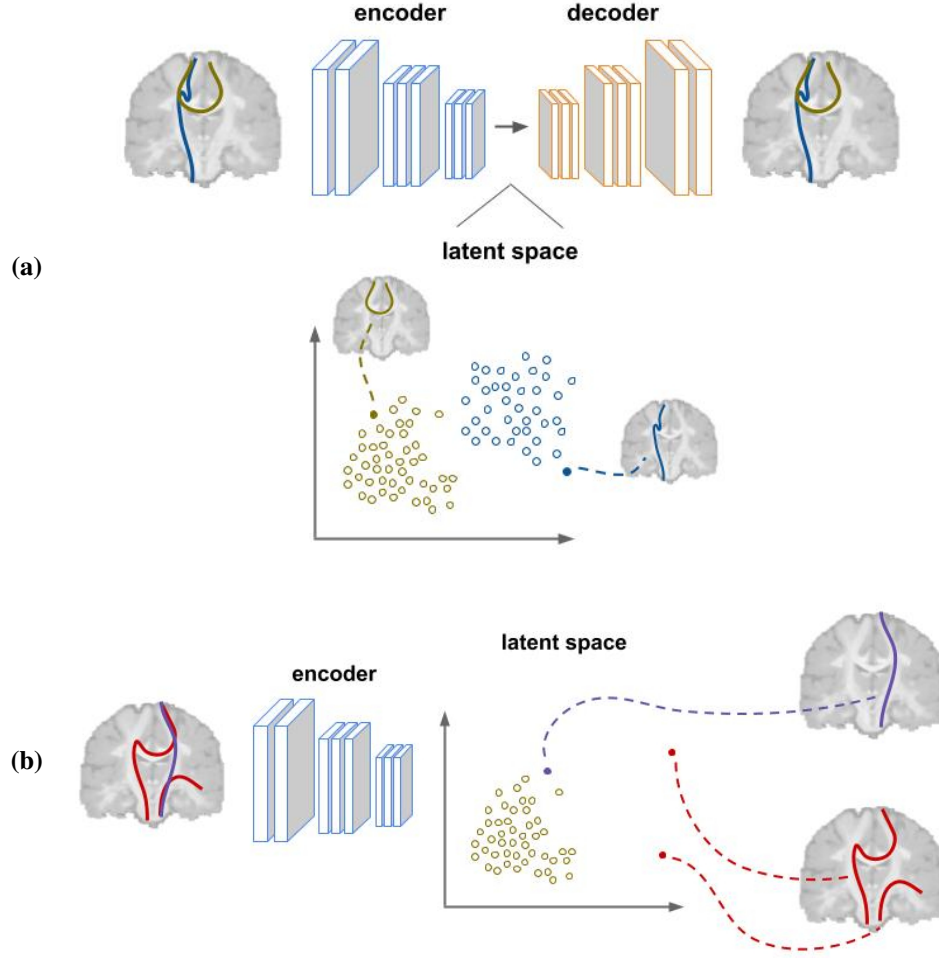 encoder decoder
latent space
(a)
latent space
encoder
(b)